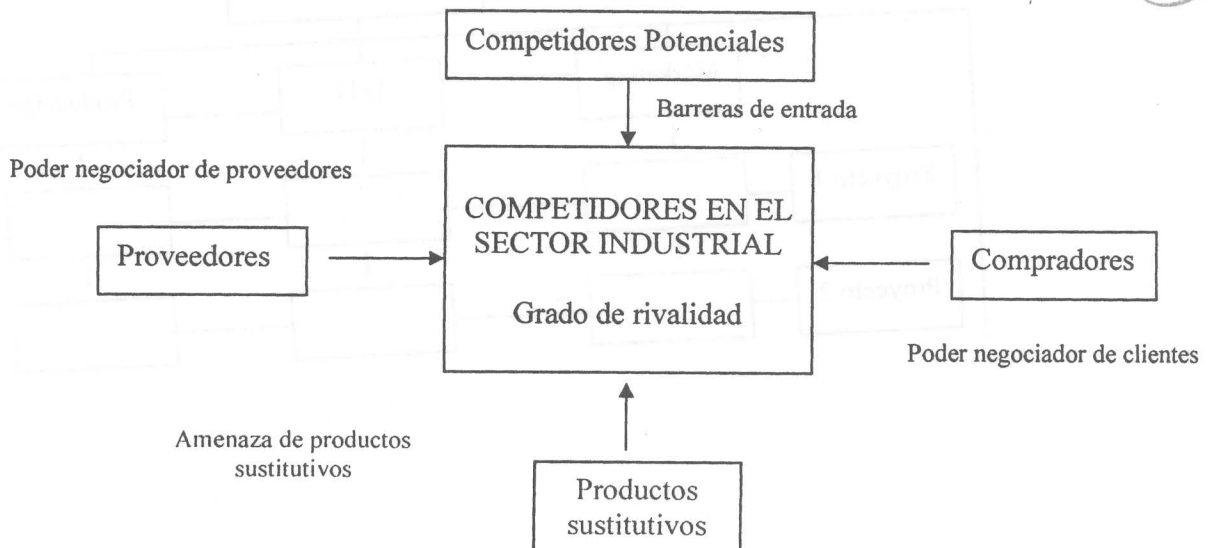 Competidores Potenciales
Barreras de entrada
Poder negociador de proveedores
COMPETIDORES EN EL
SECTOR INDUSTRIAL
Grado de rivalidad
Proveedores
Compradores
Poder negociador de clientes
Amenaza de productos
sustitutivos
Productos
sustitutivos